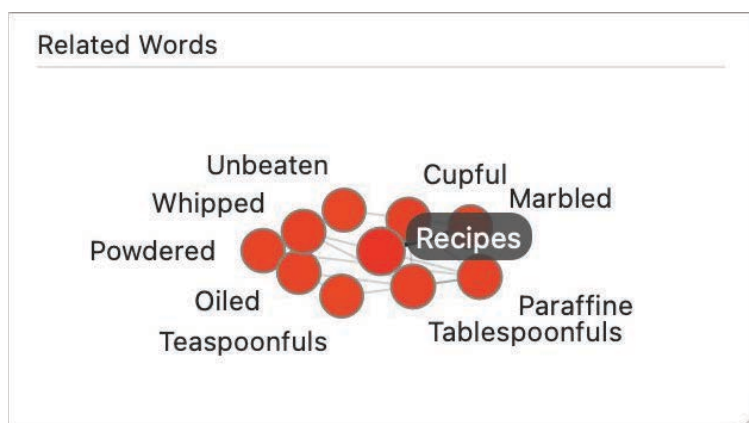 Related Words
Unbeaten
Cupful
Whipped
Marbled
Recipes
Powdered
Oiled
Paraffine
Teaspoonfuls
Tablespoonfuls